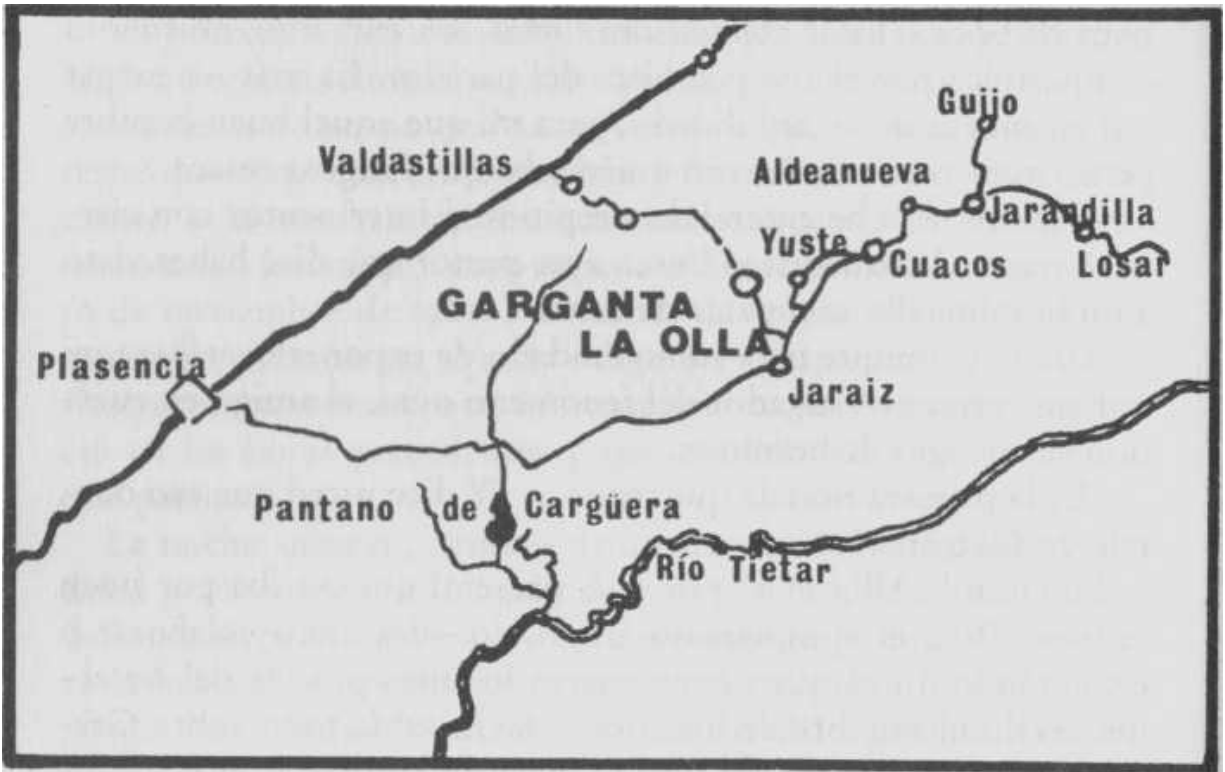 Guijo
Valdastillas
Aldeanueva
Jarandilla
Yuste
Cuacos
Losar
GARGANTA
LA OLLA
Plasencia
Jaraiz
Pantano de Cargüera
Río Tietar